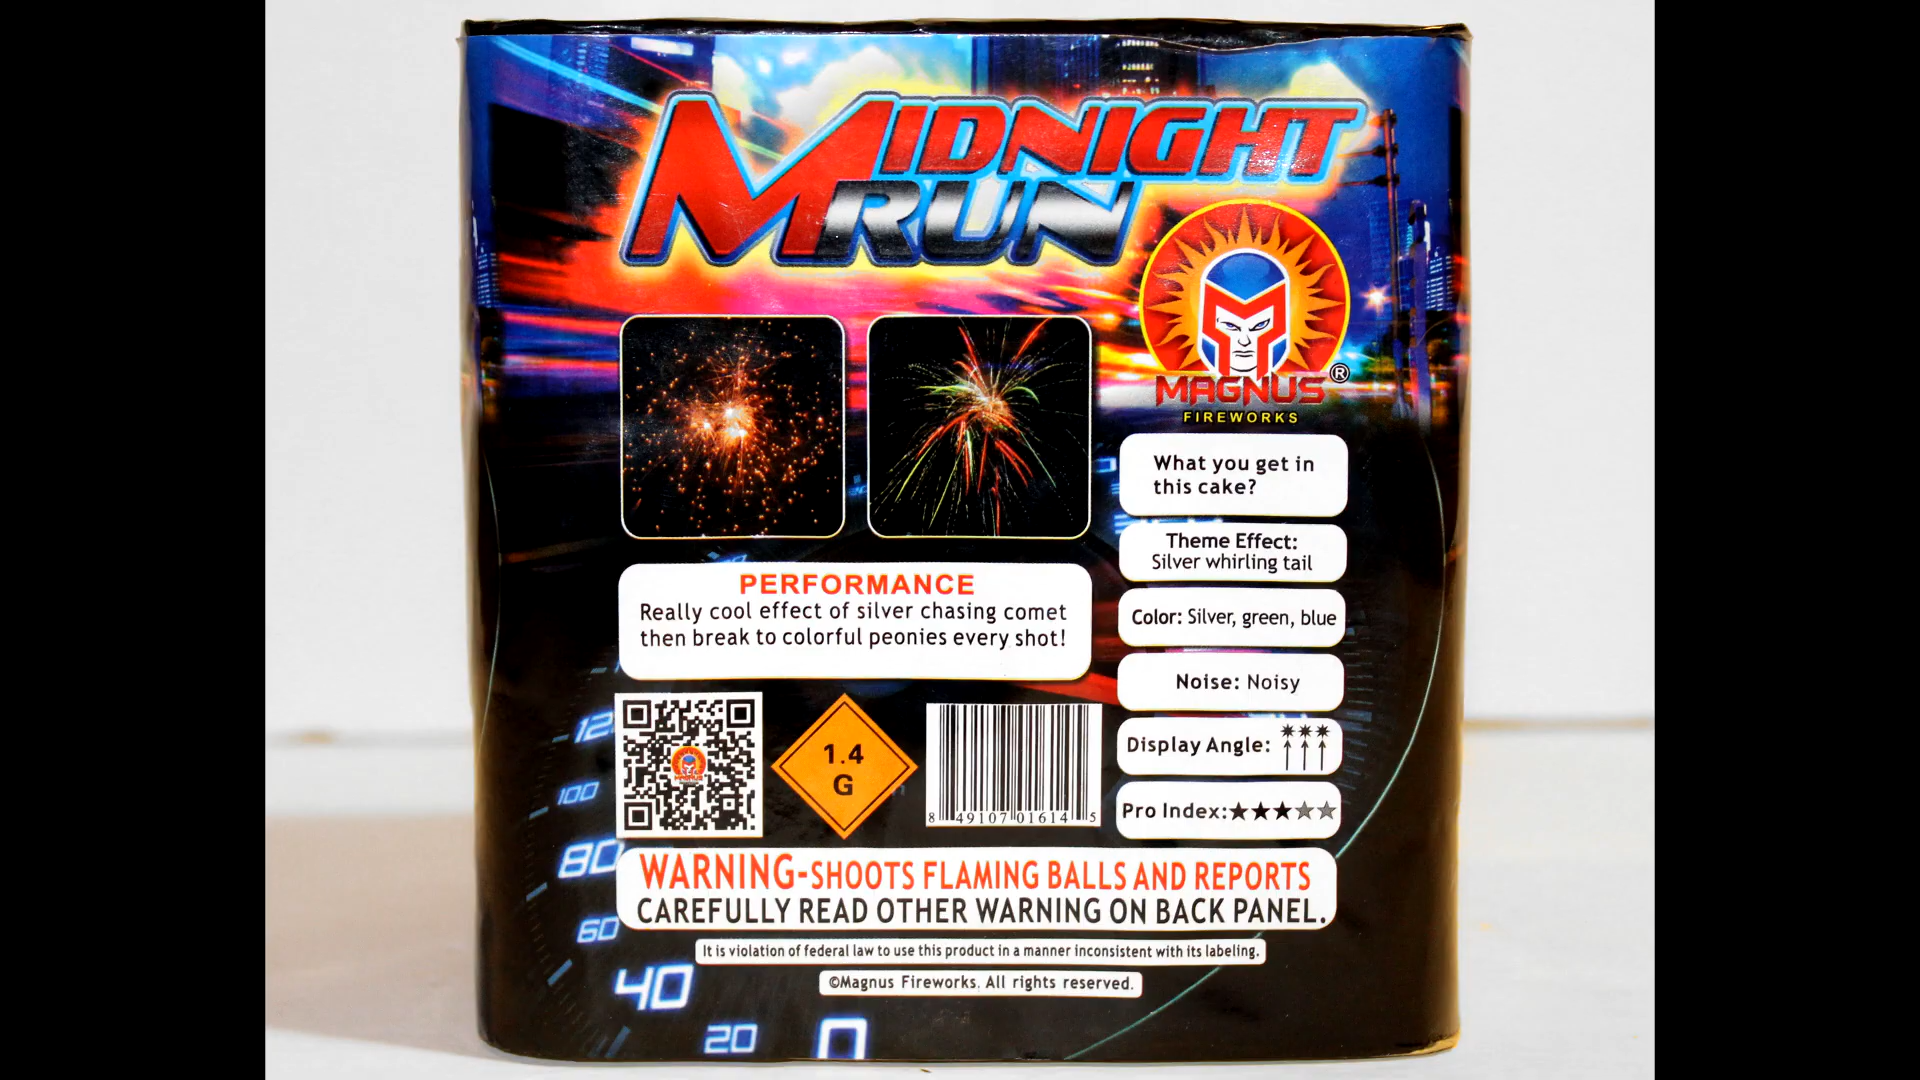 MIDNIGHT
RUN
MAGNUS®
FIREWORKS
What you get in
this cake?
Theme Effect:
Silver whirling tail
Color: Silver, green, blue
Noise: Noisy
Display Angle:
Pro Index:★★★★★
PERFORMANCE
Really cool effect of silver chasing comet
then break to colorful peonies every shot!
1.4
G
8 49107 01614 5
WARNING-SHOOTS FLAMING BALLS AND REPORTS
CAREFULLY READ OTHER WARNING ON BACK PANEL.
It is violation of federal law to use this product in a manner inconsistent with its labeling.
©Magnus Fireworks. All rights reserved.
120
100
80
60
40
20
0